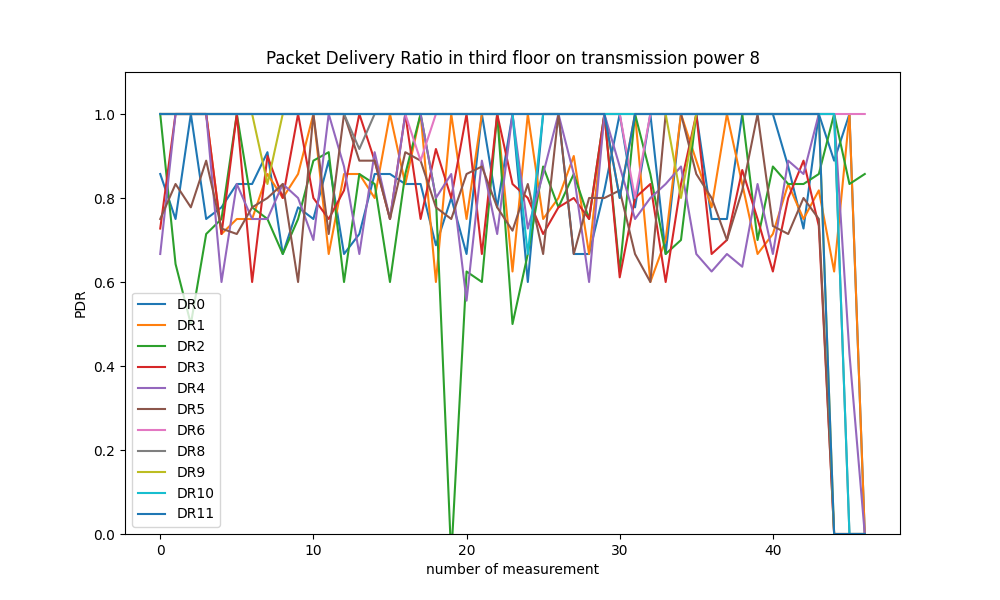 Packet Delivery Ratio in third floor on transmission power 8
PDR
1.0
0.8
0.6
0.4
0.2
0.0
DR0
DR1
DR2
DR3
DR4
DR5
DR6
DR8
DR9
DR10
DR11
0 10 20 30 40
number of measurement